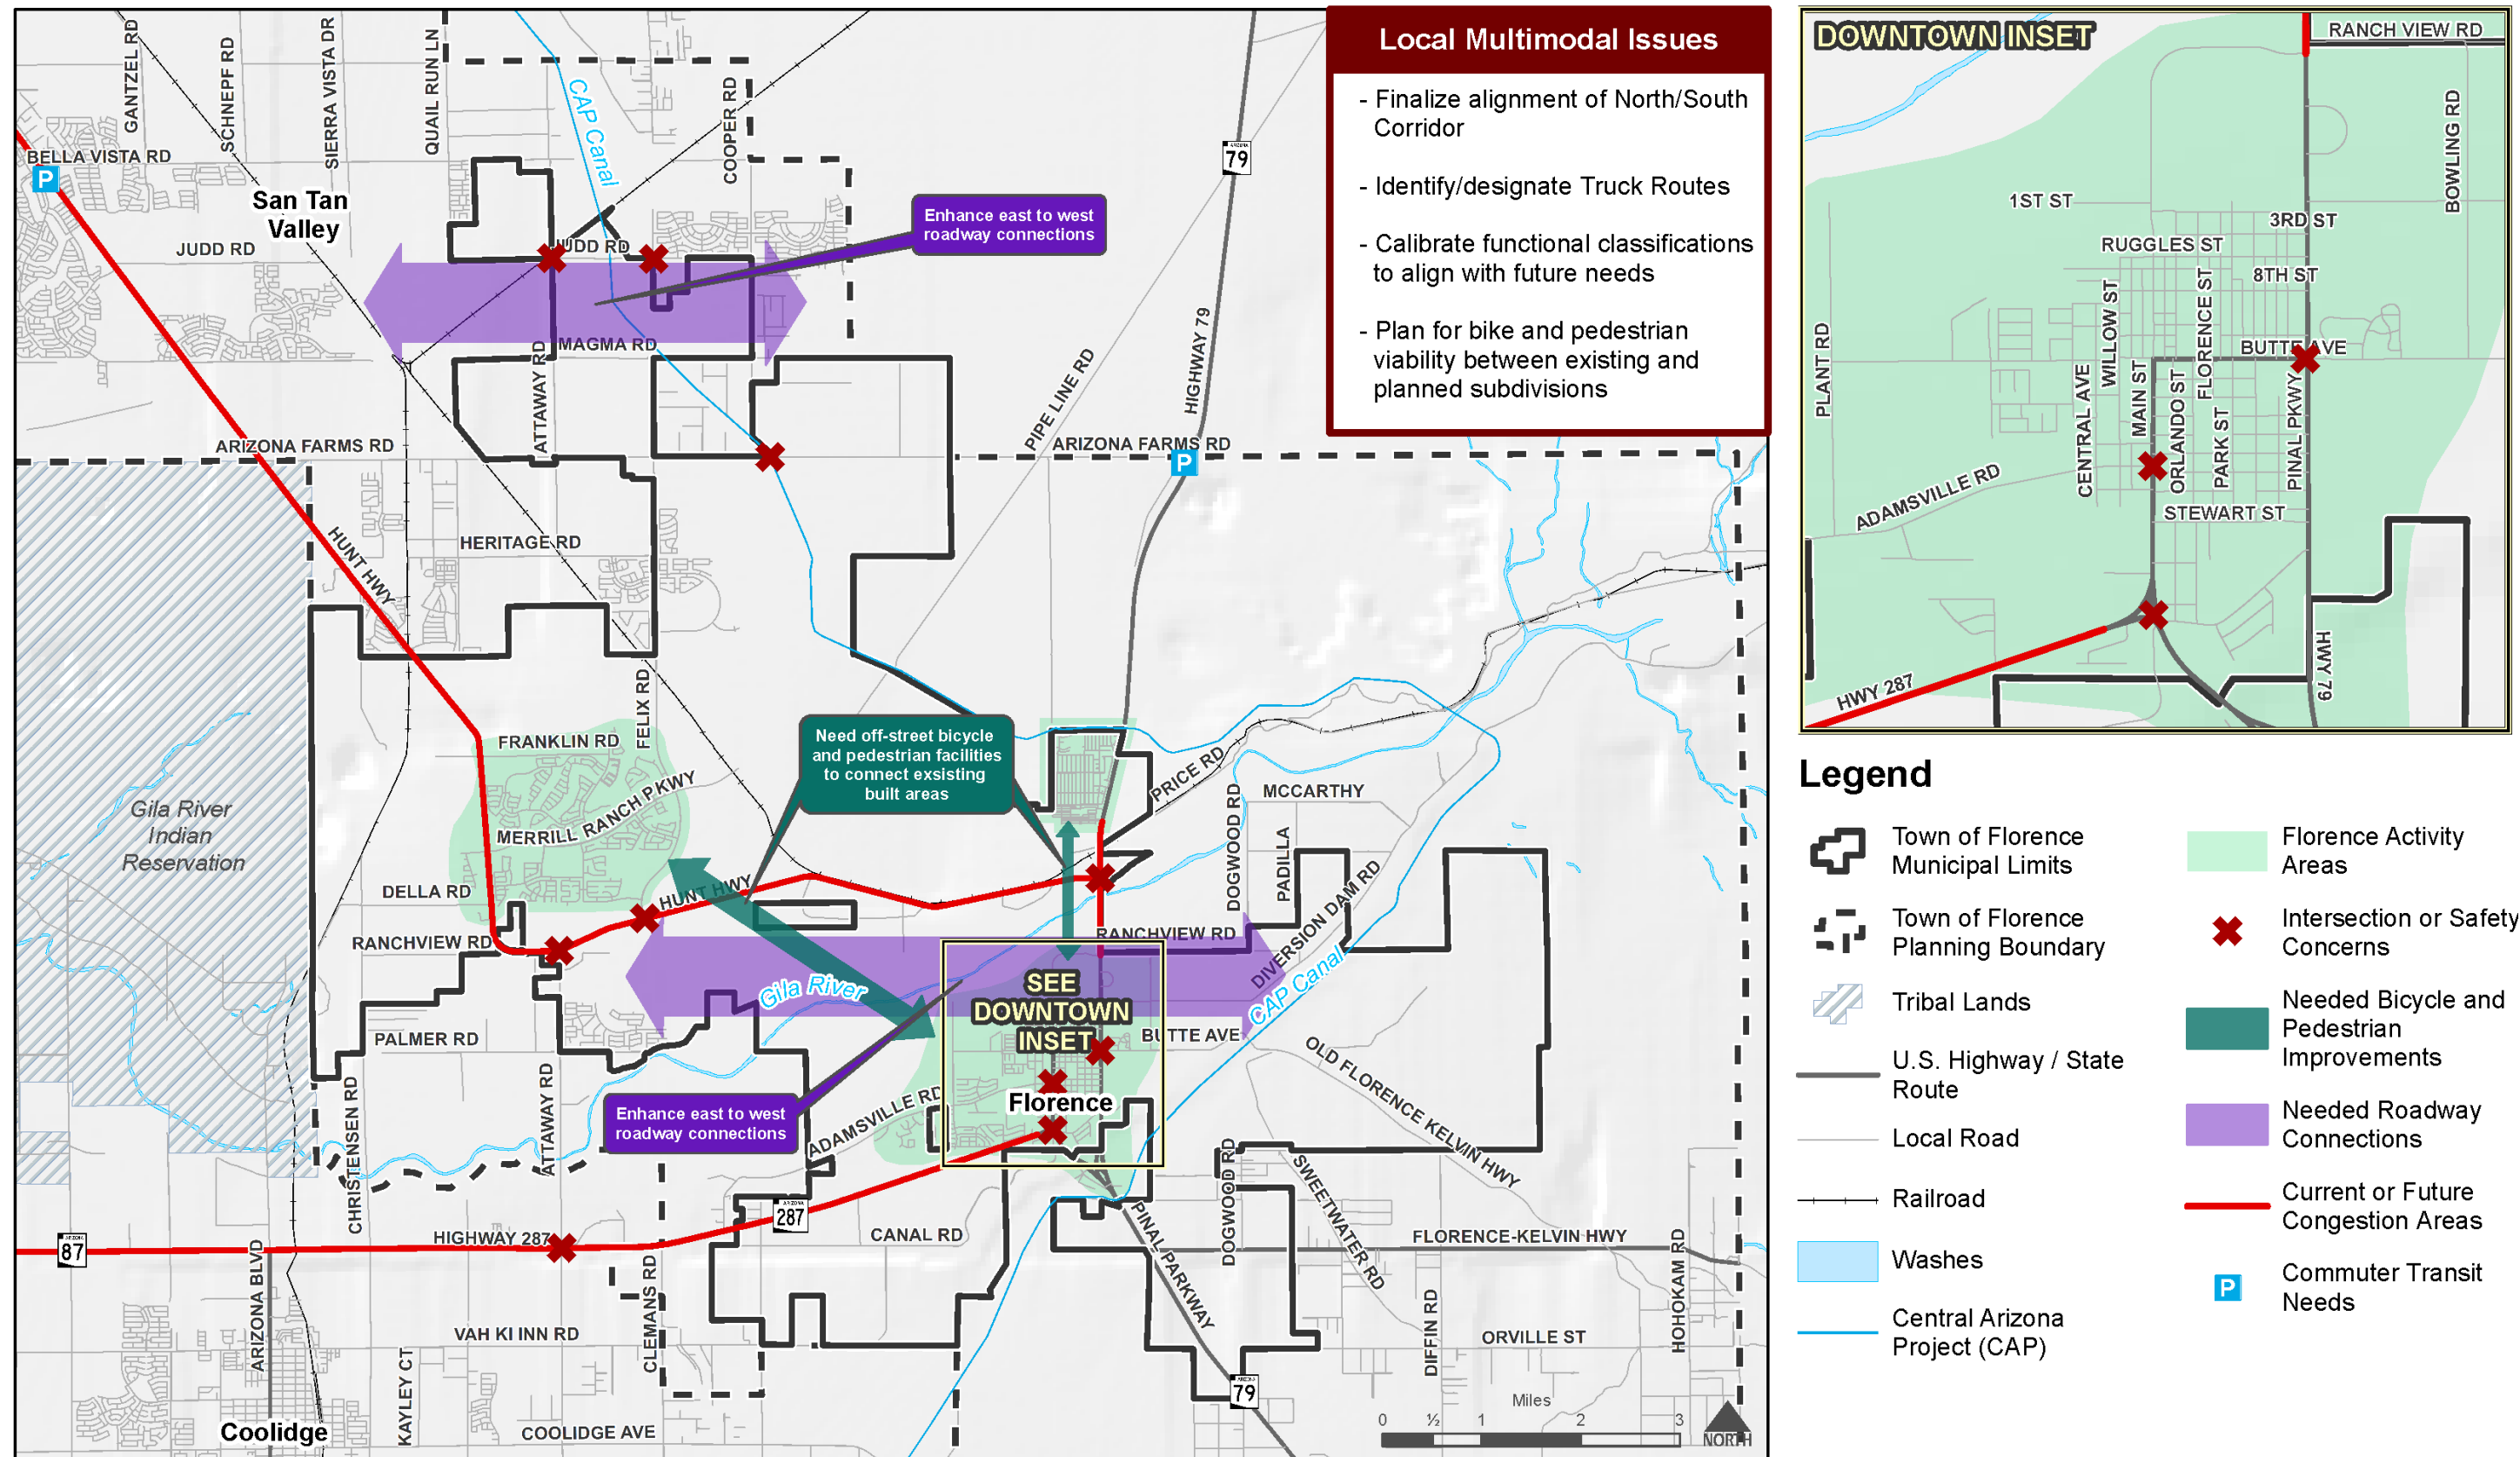 GANTZEL RD
SCHNEPF RD
SIERRA VISTA DR
QUAIL RUN LN
CAP Canal
COOPER RD
BELLA VISTA RD
P
San Tan
Valley
JUDD RD
JUDD RD
Enhance east to west
roadway connections
ARIZONA
79
MAGMA RD
ATTAWAY RD
PIPE LINE RD
HIGHWAY 79
ARIZONA FARMS RD
ARIZONA FARMS RD
P
HUNT HWY
HERITAGE RD
FELIX RD
FRANKLIN RD
MERRILL RANCH PKWY
Need off-street bicycle
and pedestrian facilities
to connect exsisting
built areas
PRICE RD
DOGWOOD RD
MCCARTHY
PADILLA
DIVERSION DAM RD
Gila River
Indian
Reservation
DELLA RD
HUNT HWY
RANCHVIEW RD
RANCHVIEW RD
Gila River
CAP Canal
SEE
DOWNTOWN
INSET
PALMER RD
BUTTE AVE
OLD FLORENCE KELVIN HWY
CHRISTENSEN RD
ATTAWAY RD
Enhance east to west
roadway connections
ADAMSVILLE RD
Florence
DOGWOOD RD
SWEETWATER RD
ARIZONA
287
ARIZONA
87
HIGHWAY 287
CANAL RD
PINAL PARKWAY
FLORENCE-KELVIN HWY
HOHOKAM RD
ARIZONA BLVD
CLEMANS RD
VAH KI INN RD
KAYLEY CT
DIFFIN RD
ORVILLE ST
ARIZONA
79
Coolidge
COOLIDGE AVE
Miles
0 ½ 1 2 3
NORTH
Local Multimodal Issues
- Finalize alignment of North/South
Corridor
- Identify/designate Truck Routes
- Calibrate functional classifications
to align with future needs
- Plan for bike and pedestrian
viability between existing and
planned subdivisions
DOWNTOWN INSET
RANCH VIEW RD
BOWLING RD
1ST ST
3RD ST
RUGGLES ST
8TH ST
PLANT RD
WILLOW ST
FLORENCE ST
BUTTE AVE
CENTRAL AVE
MAIN ST
ORLANDO ST
PARK ST
PINAL PKWY
ADAMSVILLE RD
STEWART ST
HWY 287
HWY 79
Legend
Town of Florence
Municipal Limits
Town of Florence
Planning Boundary
Tribal Lands
U.S. Highway / State
Route
Local Road
Railroad
Washes
Central Arizona
Project (CAP)
Florence Activity
Areas
Intersection or Safety
Concerns
Needed Bicycle and
Pedestrian
Improvements
Needed Roadway
Connections
Current or Future
Congestion Areas
P
Commuter Transit
Needs